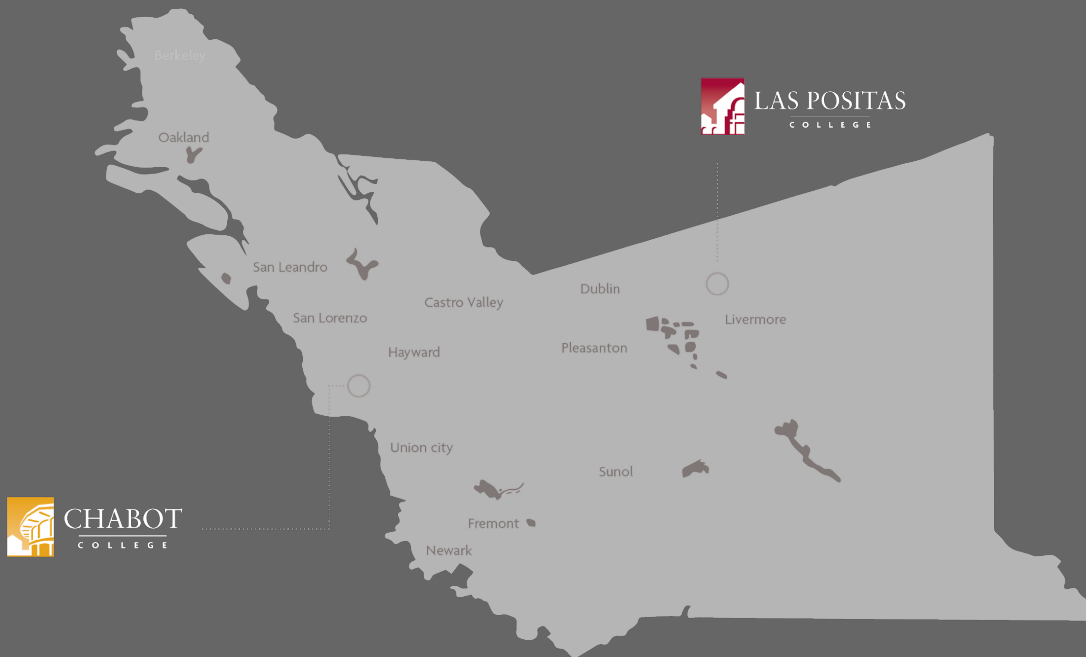 Berkeley
LAS POSITAS
COLLEGE
Oakland
San Leandro
Castro Valley
Dublin
San Lorenzo
Livermore
Hayward
Pleasanton
Union city
Sunol
CHABOT
COLLEGE
Fremont
Newark